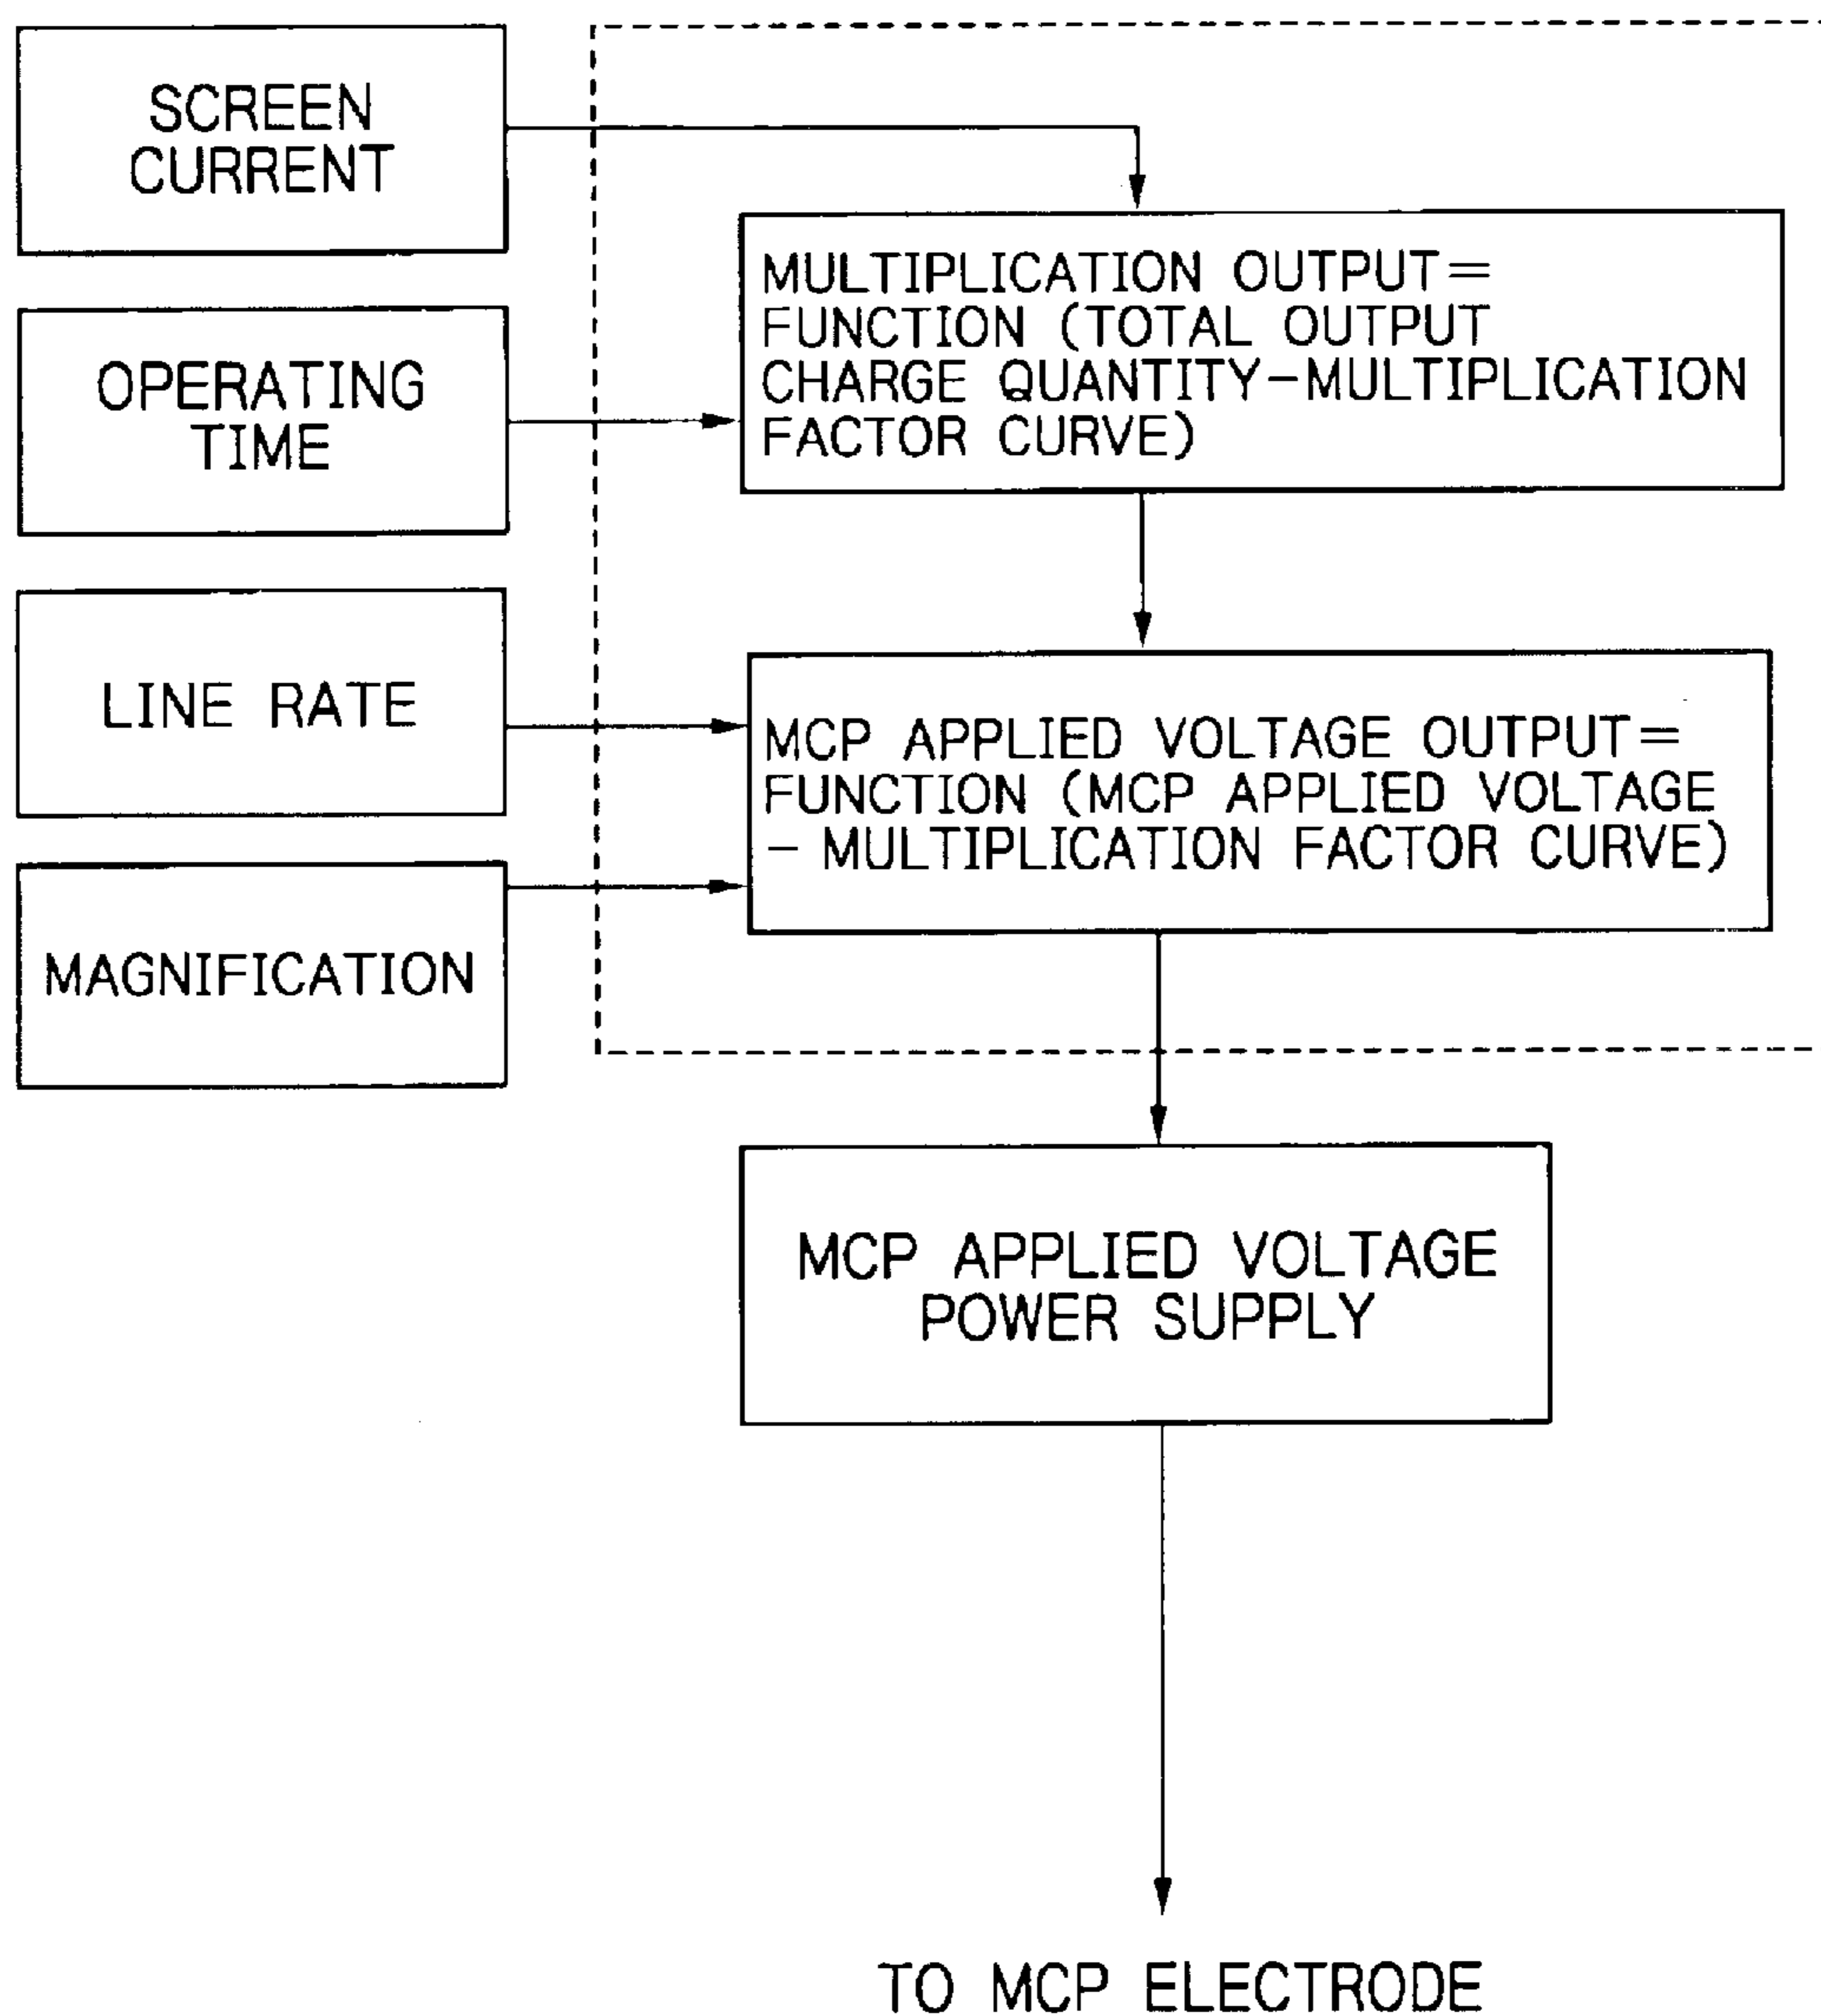 SCREEN
CURRENT
MULTIPLICATION OUTPUT=
FUNCTION (TOTAL OUTPUT
CHARGE QUANTITY-MULTIPLICATION
FACTOR CURVE)
OPERATING
TIME
LINE RATE
MCP APPLIED VOLTAGE OUTPUT=
FUNCTION (MCP APPLIED VOLTAGE
- MULTIPLICATION FACTOR CURVE)
MAGNIFICATION
MCP APPLIED VOLTAGE
POWER SUPPLY
TO MCP ELECTRODE